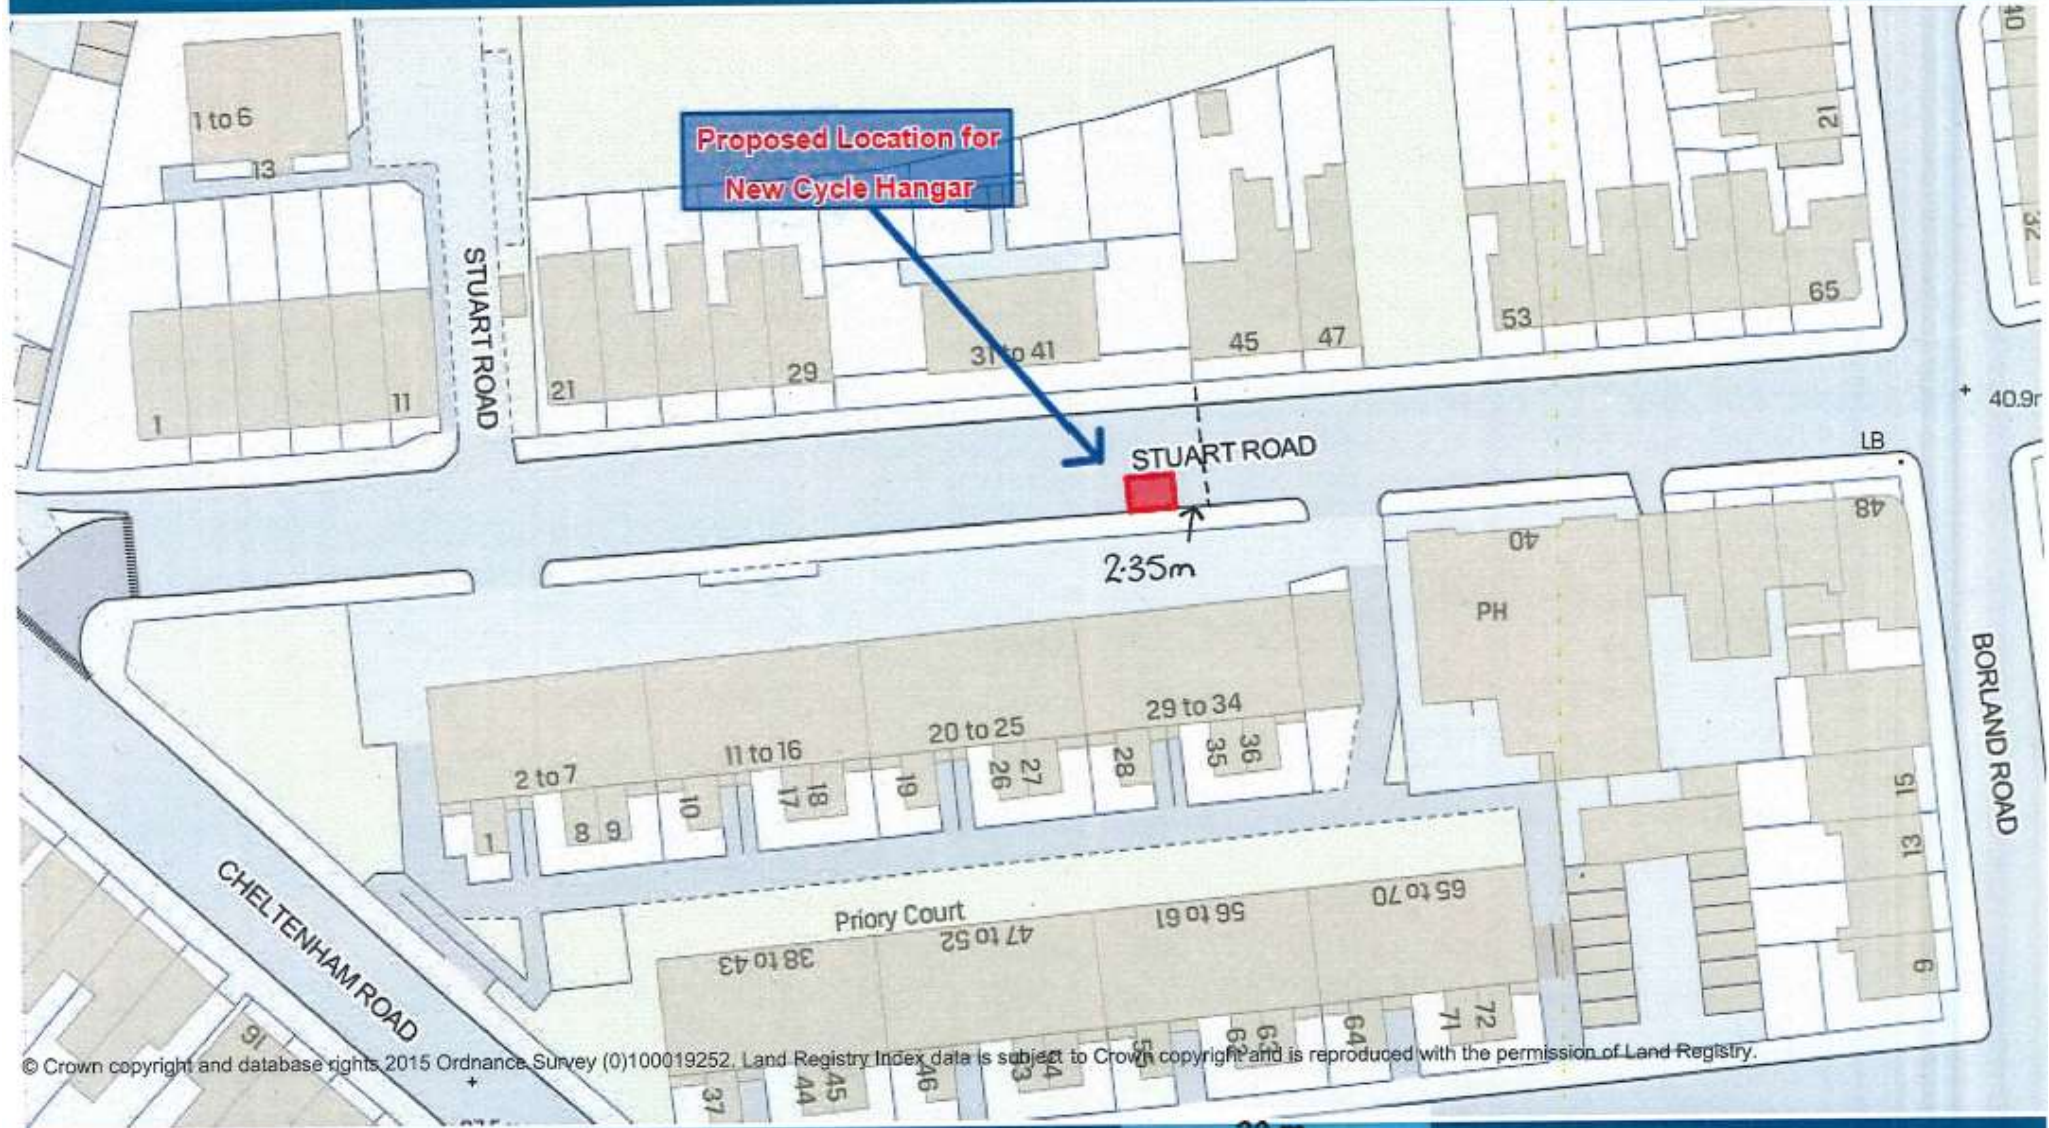 40
1 to 6
21
Proposed Location for
New Cycle Hangar
13
32
STUART ROAD
65
53
45
47
31 to 41
29
21
11
1
40.9m
LB
STUART ROAD
48
40
2.35m
PH
BORLAND ROAD
29 to 34
20 to 25
11 to 16
2 to 7
35
36
28
26
27
19
17
18
10
8 9
1
15
13
9
CHELTENHAM ROAD
65 to 70
56 to 61
47 to 52
38 to 43
Priory Court
16
72
71
64
63
© Crown copyright and database rights 2015 Ordnance Survey (0)100019252. Land Registry Index data is subject to Crown copyright and is reproduced with the permission of Land Registry.
46
45
44
37